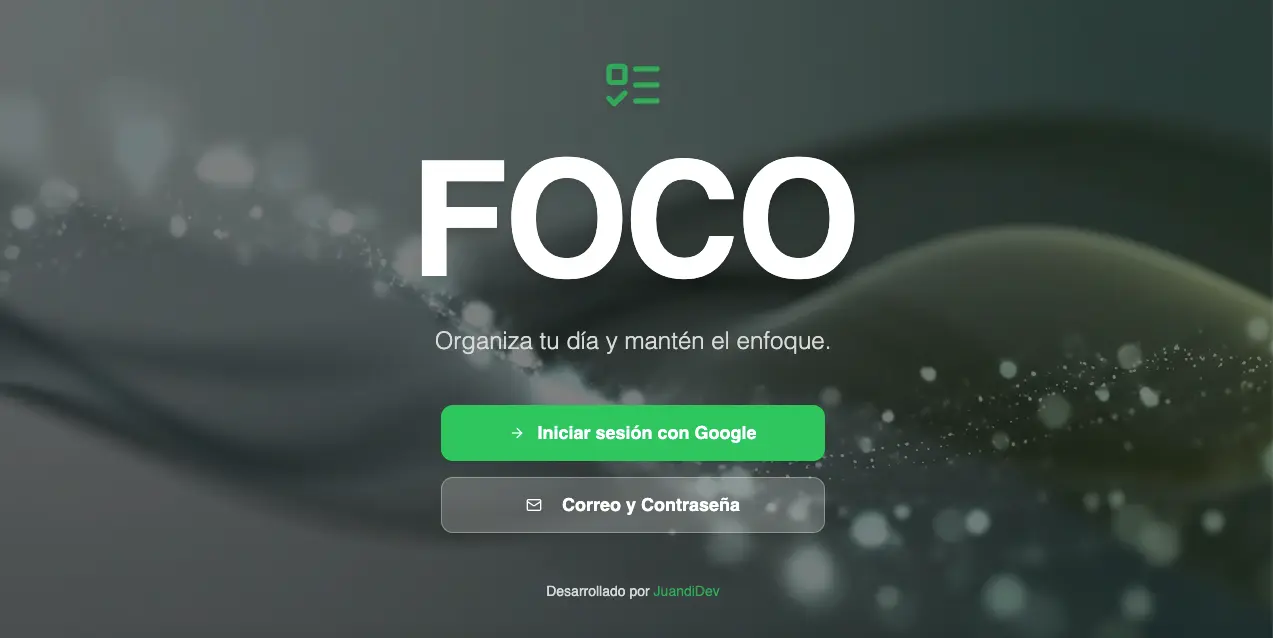 FOCO
Organiza tu día y mantén el enfoque.
Iniciar sesión con Google
Correo y Contraseña
Desarrollado por JuandiDev